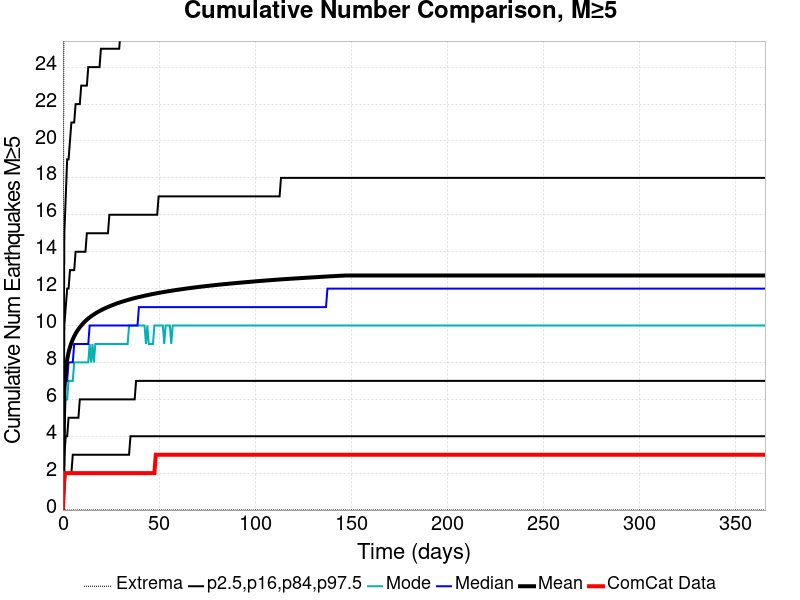 Cumulative Number Comparison, M≥5
Cumulative Num Earthquakes M≥5
24
22
20
18
16
14
12
10
8
6
4
2
0
0 50 100 150 200 250 300 350
Time (days)
Extrema p2.5,p16,p84,p97.5 Mode Median Mean ComCat Data